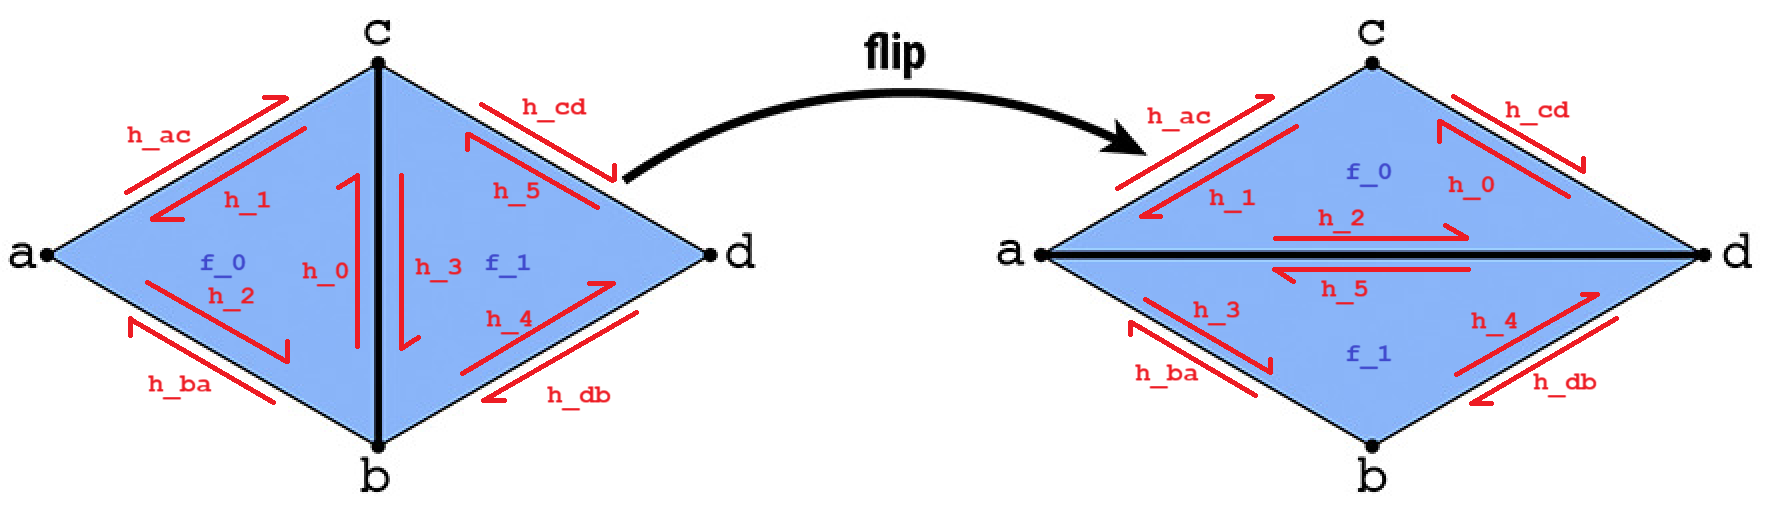 c
flip
c
h_ac
h_cd
h_1
h_5
a
f_0
h_0
h_3
f_1
d
h_2
h_4
h_ba
h_db
b
h_ac
h_cd
f_0
h_1
h_0
h_2
a
d
h_5
h_3
h_4
f_1
h_ba
h_db
b